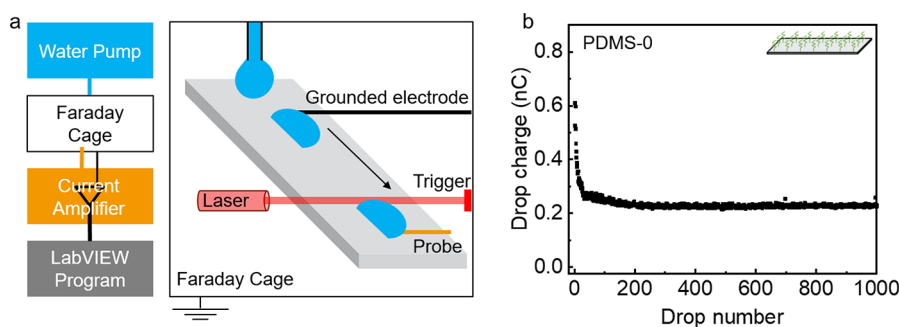 a
Water Pump
Faraday
Cage
Current
Amplifier
LabVIEW
Program
Grounded electrode
Trigger
Laser
Probe
Faraday Cage
b
PDMS-0
Drop charge (nC)
0.8
0.6
0.4
0.2
0.0
0 200 400 600 800 1000
Drop number